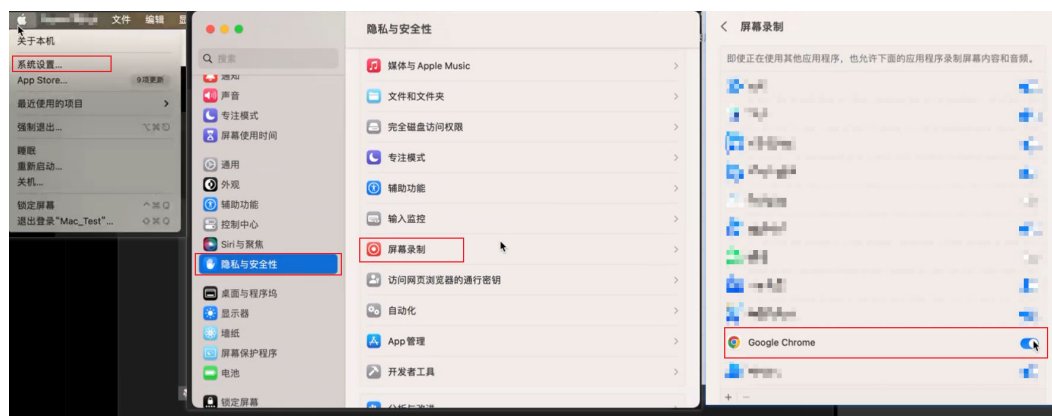 文件 编辑
关于本机
系统设置...
App Store... 9项更新
最近使用的项目
强制退出...
睡眠
重新启动...
关机...
锁定屏幕
退出登录"Mac_Test"...
搜索
通知
声音
专注模式
屏幕使用时间
通用
外观
辅助功能
控制中心
Siri与聚焦
隐私与安全性
桌面与程序坞
显示器
墙纸
屏幕保护程序
电池
锁定屏幕
隐私与安全性
媒体与 Apple Music
文件和文件夹
完全磁盘访问权限
专注模式
辅助功能
输入监控
屏幕录制
访问网页浏览器的通行密钥
自动化
App 管理
开发者工具
屏幕录制
即使正在使用其他应用程序，也允许下面的应用程序录制屏幕内容和音频。
Google Chrome